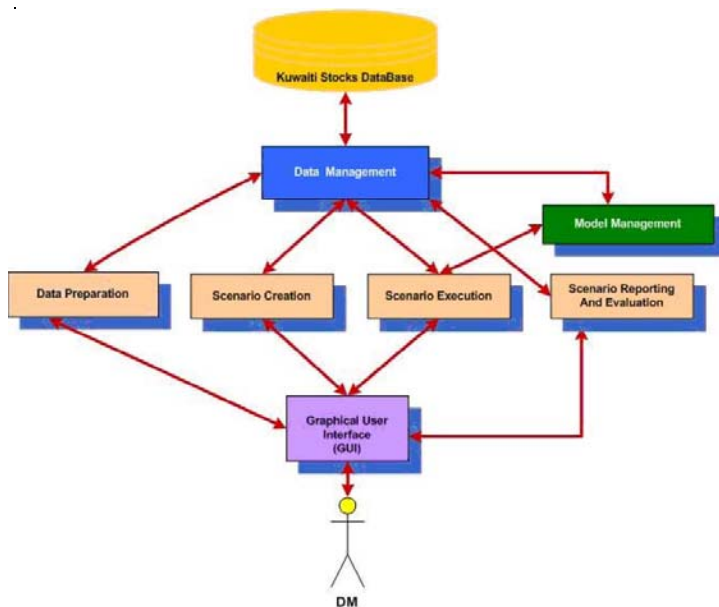 Kuwaiti Stocks DataBase
Data Management
Model Management
Data Preparation
Scenario Creation
Scenario Execution
Scenario Reporting
And Evaluation
Graphical User
Interface
(GUI)
DM